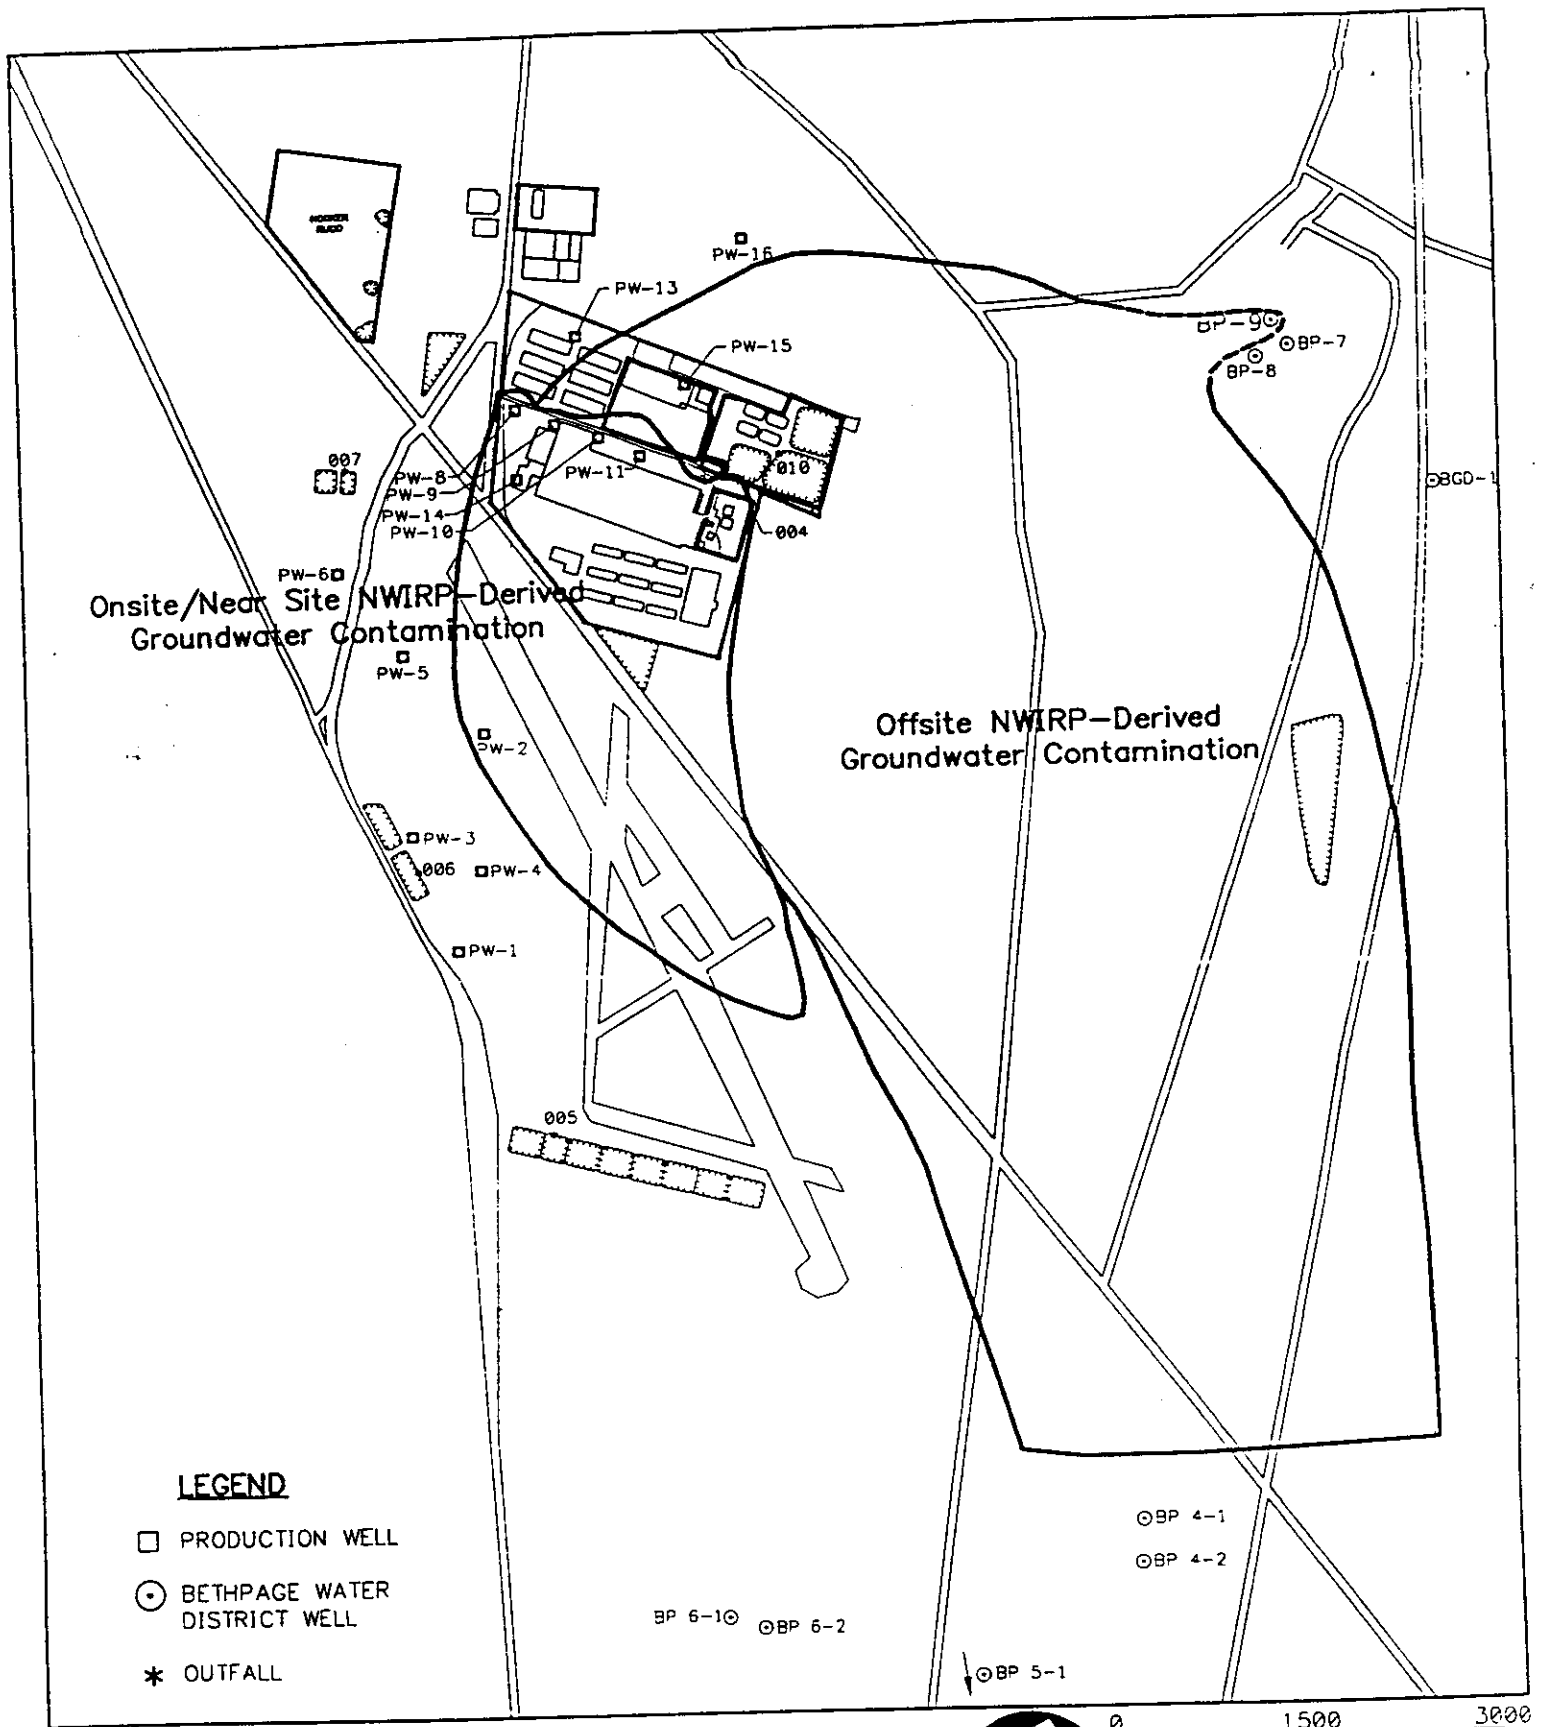 HOOKER
RUCO
PW-16
PW-13
PW-15
BP-9
BP-7
BP-8
007
PW-8
PW-11
010
BGD-1
PW-9
PW-14
PW-10
004
PW-6
Onsite/Near Site NWIRP-Derived
Groundwater Contamination
PW-5
Offsite NWIRP-Derived
Groundwater Contamination
PW-2
PW-3
006
PW-4
PW-1
005
LEGEND
PRODUCTION WELL
BETHPAGE WATER
DISTRICT WELL
OUTFALL
BP 4-1
BP 4-2
BP 6-1
BP 6-2
BP 5-1
0 1500 3000